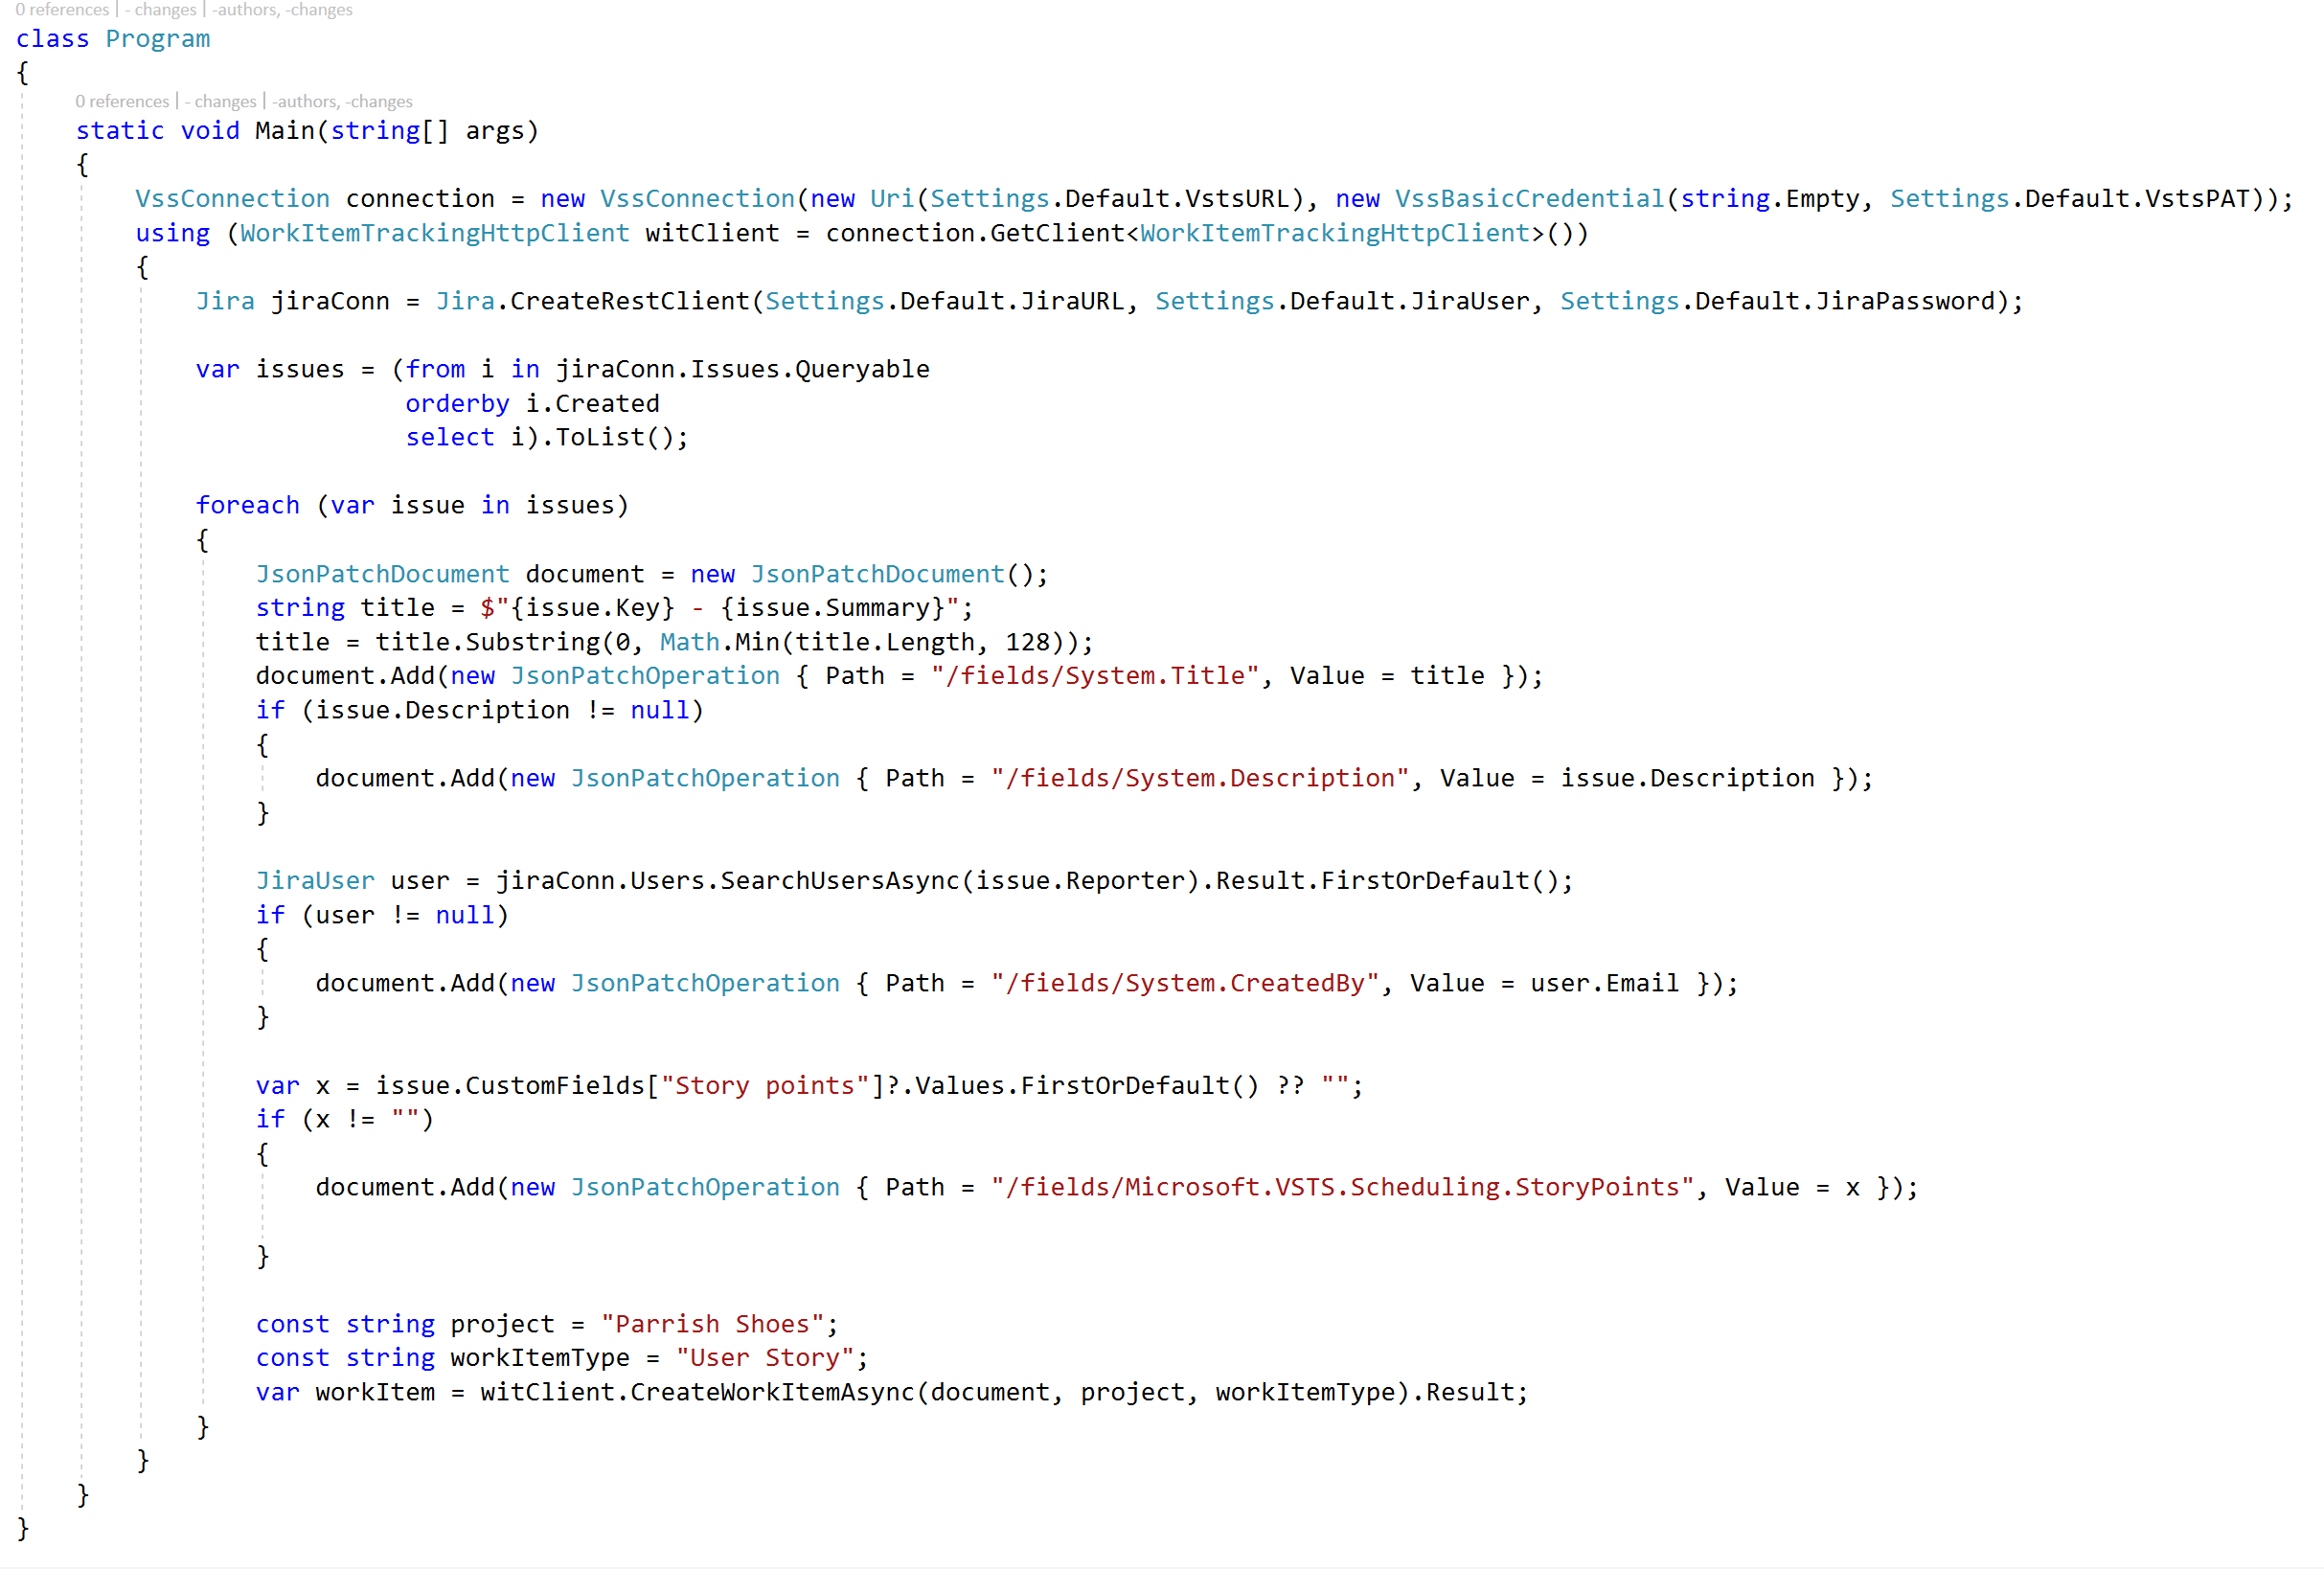 0 references | - changes | -authors, -changes
class Program
{
0 references | - changes | -authors, -changes
static void Main(string[] args)
{
VssConnection connection = new VssConnection(new Uri(Settings.Default.VstsURL), new VssBasicCredential(string.Empty, Settings.Default.VstsPAT));
using (WorkItemTrackingHttpClient witClient = connection.GetClient<WorkItemTrackingHttpClient>())
{
Jira jiraConn = Jira.CreateRestClient(Settings.Default.JiraURL, Settings.Default.JiraUser, Settings.Default.JiraPassword);
var issues = (from i in jiraConn.Issues.Queryable
orderby i.Created
select i).ToList();
foreach (var issue in issues)
{
JsonPatchDocument document = new JsonPatchDocument();
string title = $"{issue.Key} - {issue.Summary}";
title = title.Substring(0, Math.Min(title.Length, 128));
document.Add(new JsonPatchOperation { Path = "/fields/System.Title", Value = title });
if (issue.Description != null)
{
document.Add(new JsonPatchOperation { Path = "/fields/System.Description", Value = issue.Description });
}
JiraUser user = jiraConn.Users.SearchUsersAsync(issue.Reporter).Result.FirstOrDefault();
if (user != null)
{
document.Add(new JsonPatchOperation { Path = "/fields/System.CreatedBy", Value = user.Email });
}
var x = issue.CustomFields["Story points"]?.Values.FirstOrDefault() ?? "";
if (x != "")
{
document.Add(new JsonPatchOperation { Path = "/fields/Microsoft.VSTS.Scheduling.StoryPoints", Value = x });
}
const string project = "Parrish Shoes";
const string workItemType = "User Story";
var workItem = witClient.CreateWorkItemAsync(document, project, workItemType).Result;
}
}
}
}